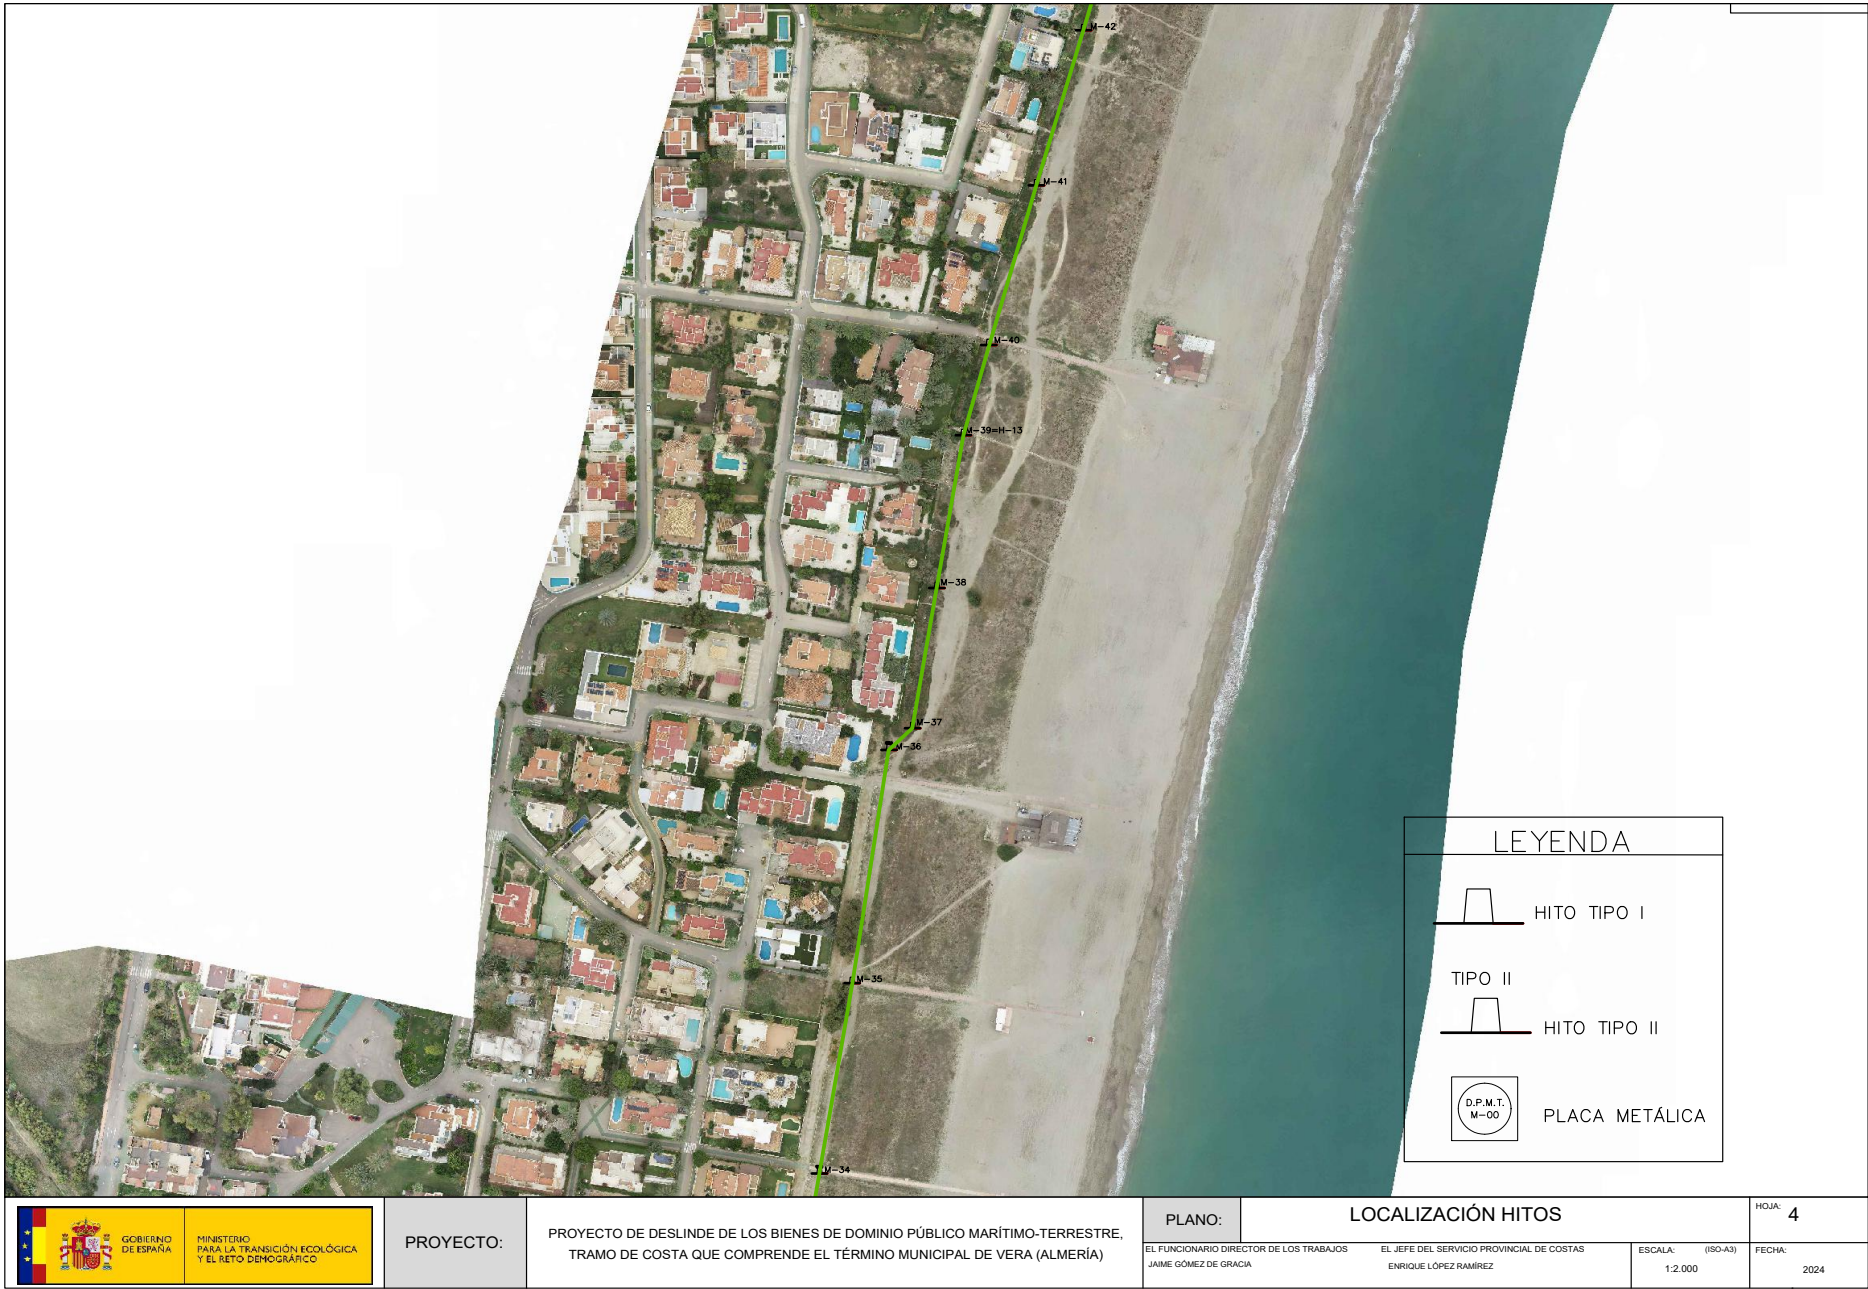 M-42
M-41
M-40
M-39=H-13
M-38
M-37
M-36
M-35
M-34
LEYENDA
HITO TIPO I
TIPO II
HITO TIPO II
D.P.M.T.
M-00
PLACA METÁLICA
GOBIERNO
DE ESPAÑA
MINISTERIO
PARA LA TRANSICIÓN ECOLÓGICA
Y EL RETO DEMOGRÁFICO
PROYECTO:
PROYECTO DE DESLINDE DE LOS BIENES DE DOMINIO PÚBLICO MARÍTIMO-TERRESTRE,
TRAMO DE COSTA QUE COMPRENDE EL TÉRMINO MUNICIPAL DE VERA (ALMERÍA)
PLANO:
LOCALIZACIÓN HITOS
HOJA: 4
EL FUNCIONARIO DIRECTOR DE LOS TRABAJOS
JAIME GÓMEZ DE GRACIA
EL JEFE DEL SERVICIO PROVINCIAL DE COSTAS
ENRIQUE LÓPEZ RAMÍREZ
ESCALA: (ISO-A3)
1:2.000
FECHA:
2024